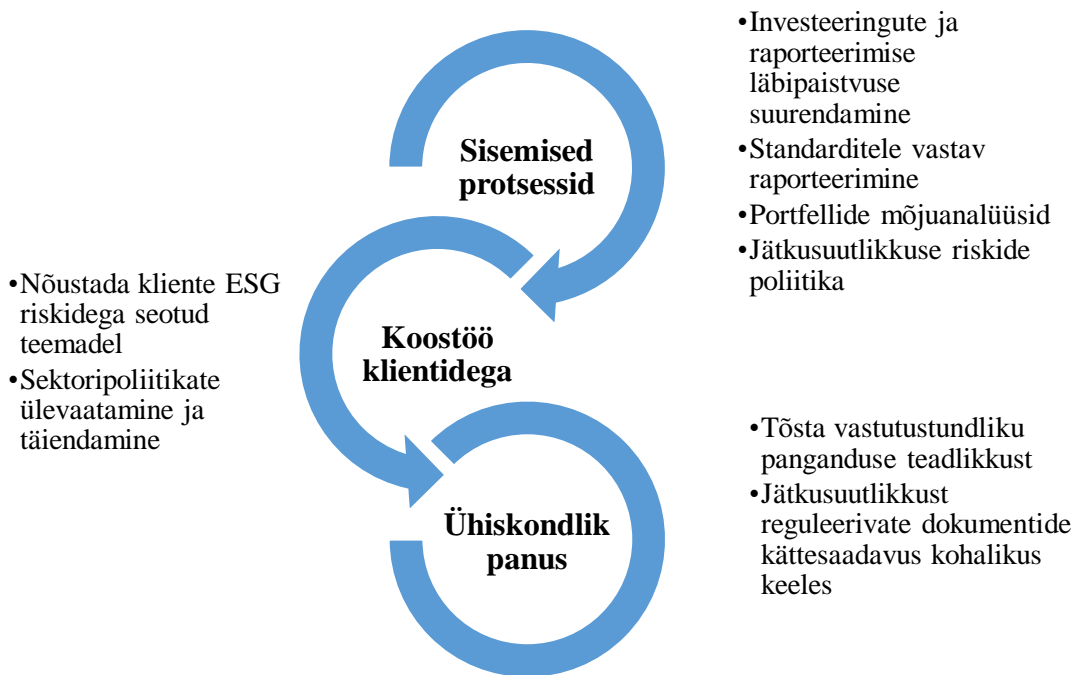 Sisemised
protsessid
•Investeeringute ja
raporteerimise
läbipaistvuse
suurendamine
•Standarditele vastav
raporteerimine
•Portfellide mõjuanalüüsid
•Jätkusuutlikkuse riskide
poliitika
Koostöö
klientidega
•Nõustada kliente ESG
riskidega seotud
teemadel
•Sektoripoliitikate
ülevaatamine ja
täiendamine
Ühiskondlik
panus
•Tõsta vastutustundliku
panganduse teadlikkust
•Jätkusuutlikkust
reguleerivate dokumentide
kättesaadavus kohalikus
keeles